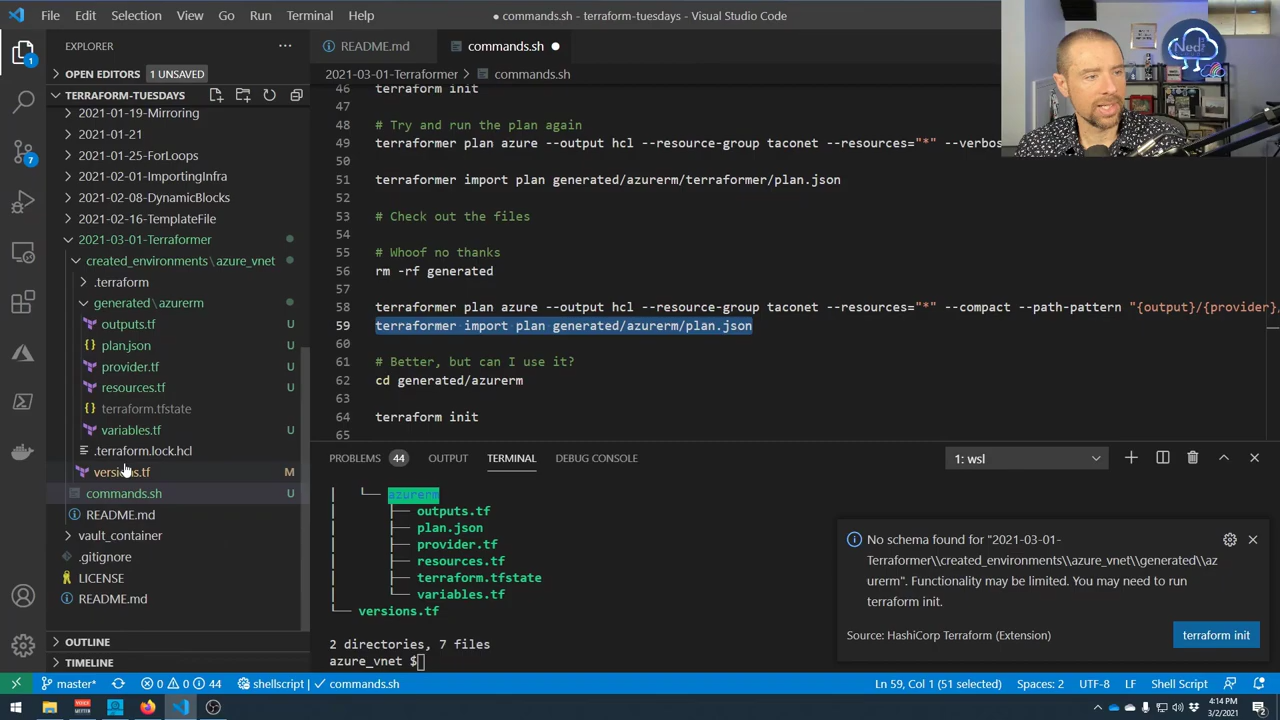 File Edit Selection View Go Run Terminal Help
● commands.sh - terraform-tuesdays - Visual Studio Code
EXPLORER
OPEN EDITORS 1 UNSAVED
TERRAFORM-TUESDAYS
2021-01-19-Mirroring
2021-01-21
2021-01-25-ForLoops
2021-02-01-ImportingInfra
2021-02-08-DynamicBlocks
2021-02-16-TemplateFile
2021-03-01-Terraformer
created_environments\azure_vnet
.terraform
generated\azurerm
outputs.tf U
plan.json U
provider.tf U
resources.tf U
terraform.tfstate
variables.tf U
.terraform.lock.hcl
versions.tf M
commands.sh U
README.md
vault_container
.gitignore
LICENSE
README.md
OUTLINE
TIMELINE
1
7
README.md
commands.sh
2021-03-01-Terraformer > commands.sh
46 terraform init
47
48 # Try and run the plan again
49 terraformer plan azure --output hcl --resource-group taconet --resources="*" --verbos
50
51 terraformer import plan generated/azurerm/terraformer/plan.json
52
53 # Check out the files
54
55 # Whoof no thanks
56 rm -rf generated
57
58 terraformer plan azure --output hcl --resource-group taconet --resources="*" --compact --path-pattern "{output}/{provider}
59 terraformer import plan generated/azurerm/plan.json
60
61 # Better, but can I use it?
62 cd generated/azurerm
63
64 terraform init
65
PROBLEMS 44 OUTPUT TERMINAL DEBUG CONSOLE
1: wsl
azurerm
outputs.tf
plan.json
provider.tf
resources.tf
terraform.tfstate
variables.tf
versions.tf
2 directories, 7 files
azure_vnet $
No schema found for "2021-03-01-
Terraformer\\created_environments\\azure_vnet\\generated\\az
urerm". Functionality may be limited. You may need to run
terraform init.
Source: HashiCorp Terraform (Extension)
terraform init
master* 0 0 44 shellscript commands.sh
Ln 59, Col 1 (51 selected) Spaces: 2 UTF-8 LF Shell Script
4:14 PM
3/2/2021
2